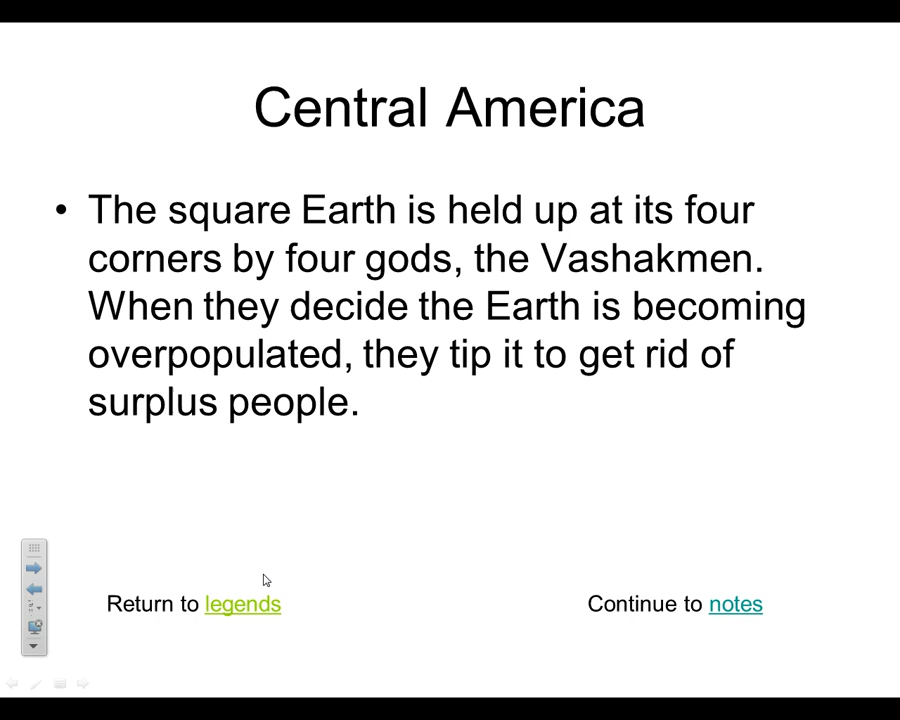 Central America
• The square Earth is held up at its four
corners by four gods, the Vashakmen.
When they decide the Earth is becoming
overpopulated, they tip it to get rid of
surplus people.
Return to legends
Continue to notes